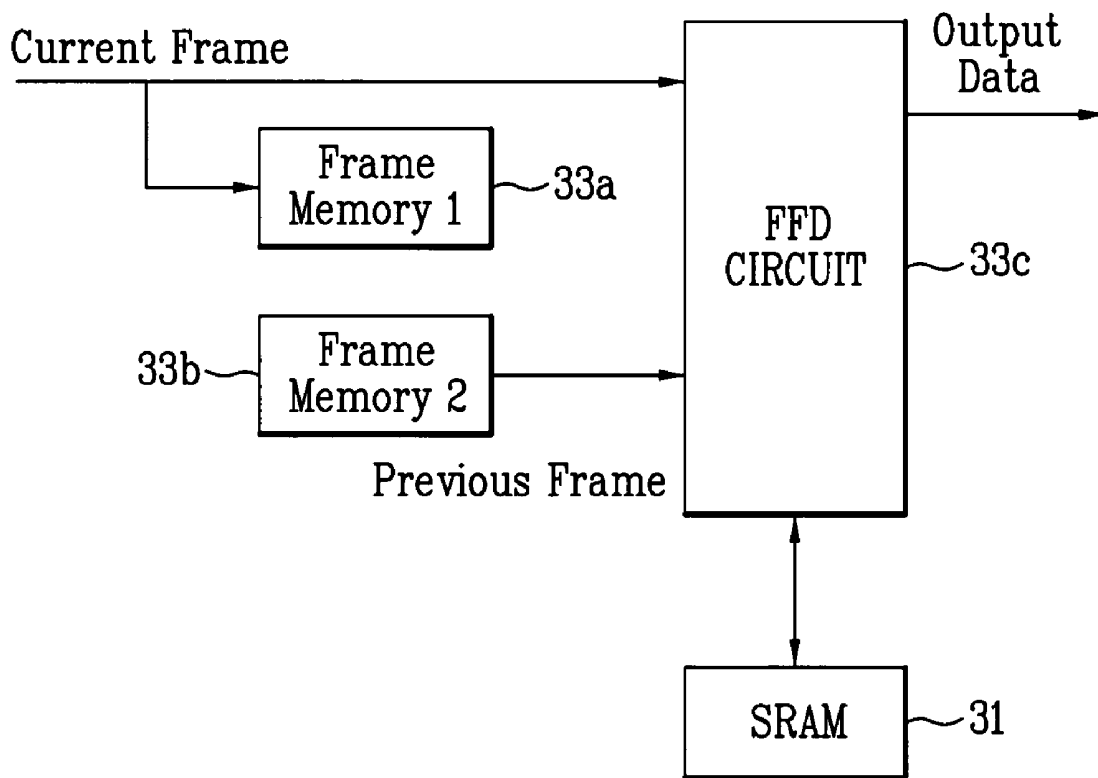 Current Frame
Output
Data
Frame
Memory 1
33a
FFD
CIRCUIT
33c
33b
Frame
Memory 2
Previous Frame
SRAM
31